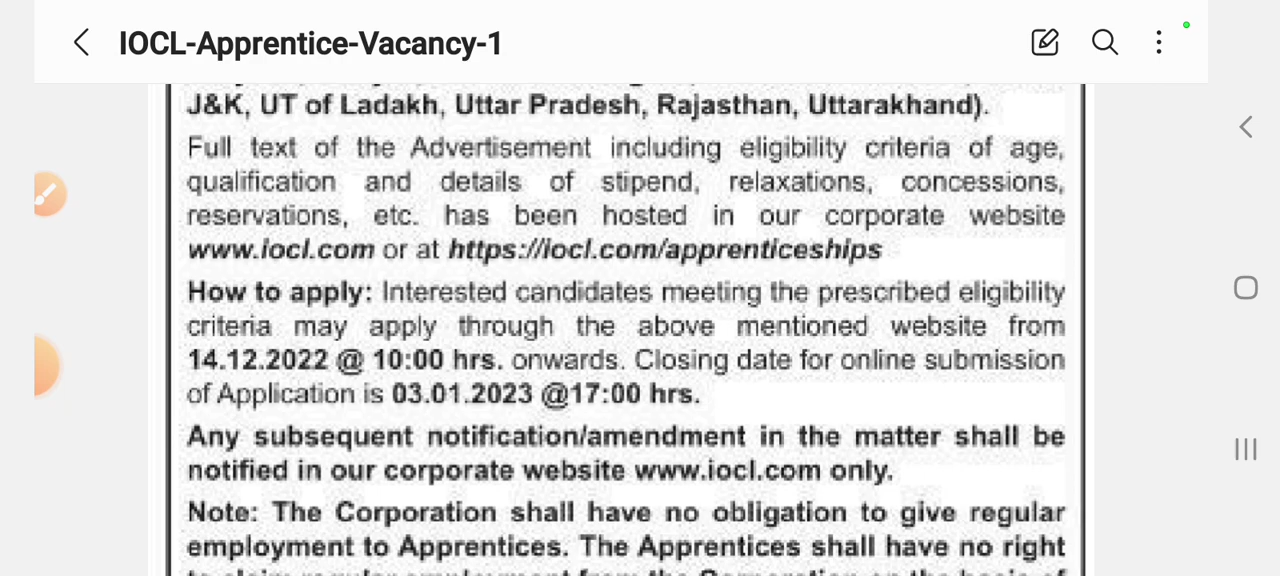 IOCL-Apprentice-Vacancy-1
J&K, UT of Ladakh, Uttar Pradesh, Rajasthan, Uttarakhand).
Full text of the Advertisement including eligibility criteria of age,
qualification and details of stipend, relaxations, concessions,
reservations, etc. has been hosted in our corporate website
www.iocl.com or at https://iocl.com/apprenticeships
How to apply: Interested candidates meeting the prescribed eligibility
criteria may apply through the above mentioned website from
14.12.2022 @ 10:00 hrs. onwards. Closing date for online submission
of Application is 03.01.2023 @17:00 hrs.
Any subsequent notification/amendment in the matter shall be
notified in our corporate website www.iocl.com only.
Note: The Corporation shall have no obligation to give regular
employment to Apprentices. The Apprentices shall have no right